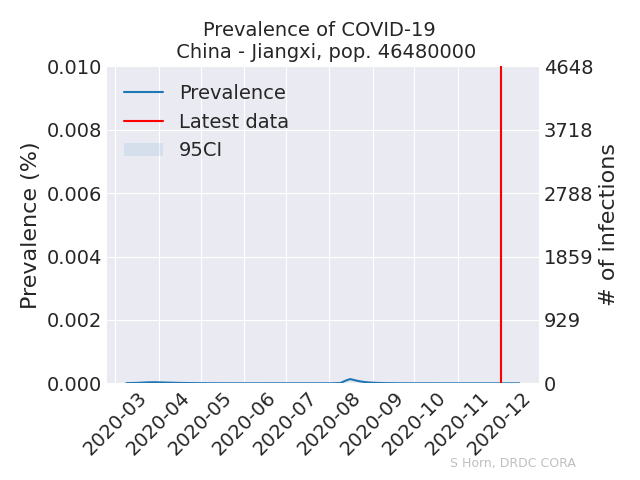 Prevalence of COVID-19
China - Jiangxi, pop. 46480000
0.010
0.008
0.006
0.004
0.002
0.000
Prevalence (%)
Prevalence
Latest data
95CI
4648
3718
2788
1859
929
0
# of infections
2020-03
2020-04
2020-05
2020-06
2020-07
2020-08
2020-09
2020-10
2020-11
2020-12
S Horn, DRDC CORA